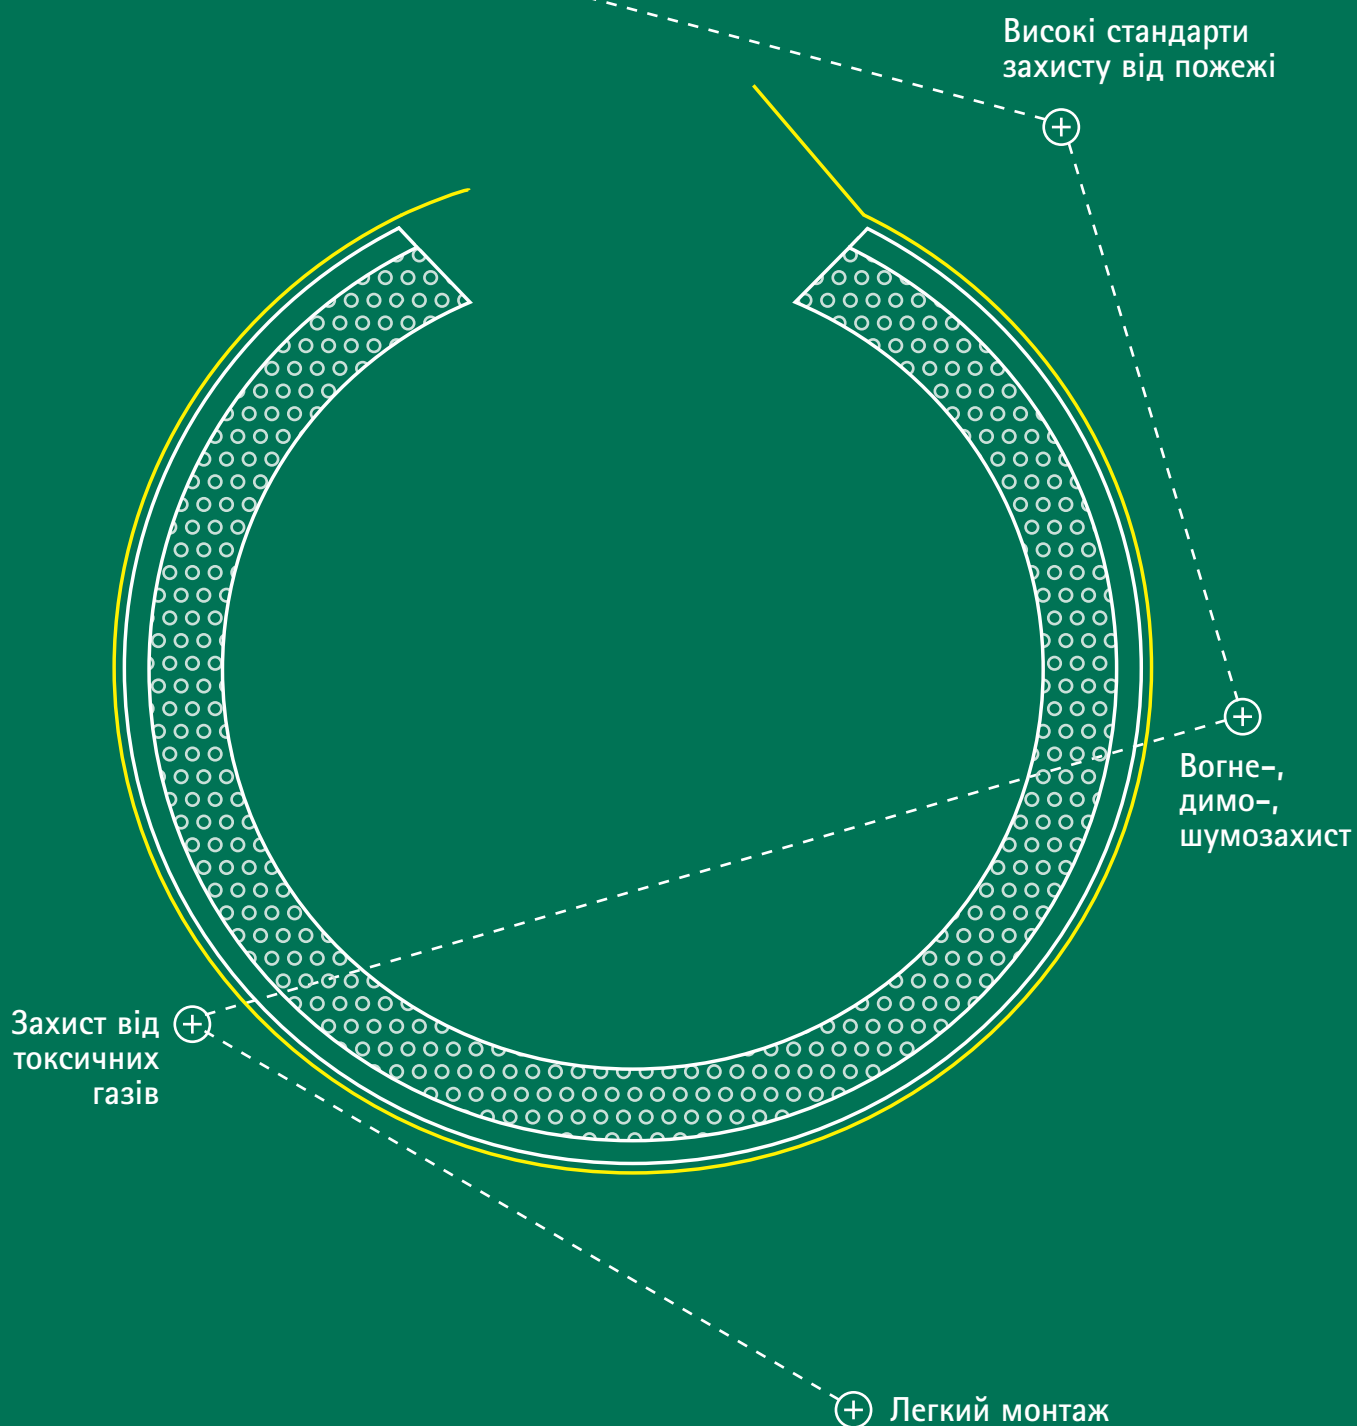 Високі стандарти
захисту від пожежі
Вогне-,
димо-,
шумозахист
Захист від
токсичних
газів
Легкий монтаж